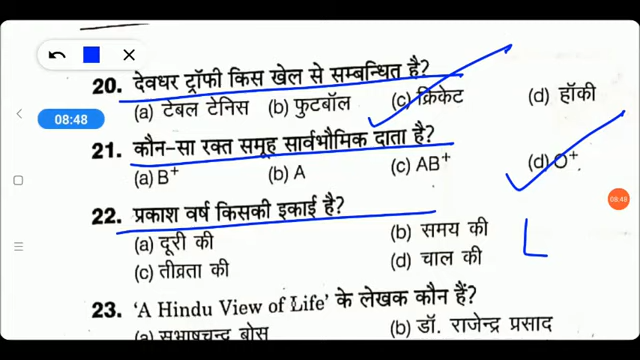 20. देवधर ट्रॉफी किस खेल से सम्बन्धित है?
(a) टेबल टेनिस (b) फुटबॉल (c) क्रिकेट (d) हॉकी
08:48
21. कौन-सा रक्त समूह सार्वभौमिक दाता है?
(a) B+ (b) A (c) AB+ (d) O+.
08:48
22. प्रकाश वर्ष किसकी इकाई है?
(a) दूरी की (b) समय की
(c) तीव्रता की (d) चाल की
23. ‘A Hindu View of Life’ के लेखक कौन हैं?
(a) सुभाषचन्द्र बोस (b) डॉ. राजेन्द्र प्रसाद